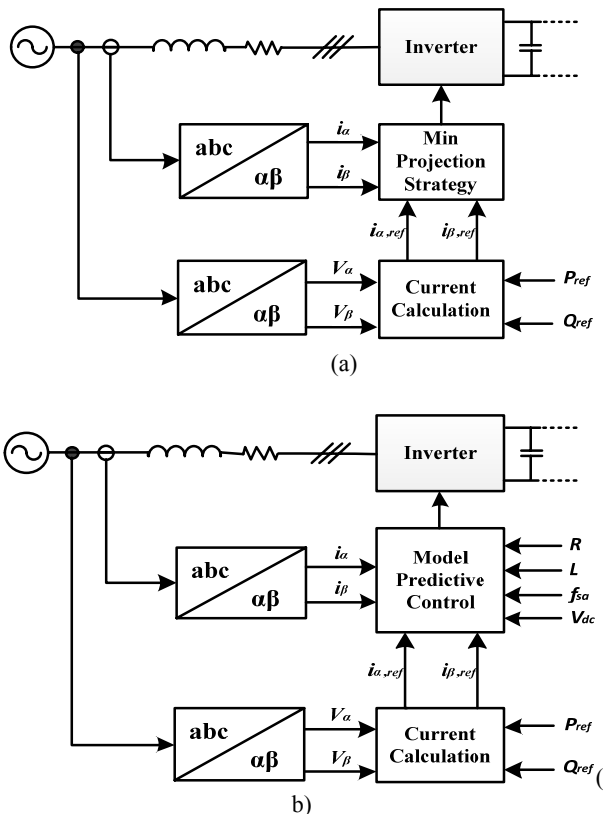 Inverter
abc
αβ
iα
iβ
Min
Projection
Strategy
iα,ref
iβ,ref
abc
αβ
Vα
Vβ
Current
Calculation
Pref
Qref
(a)
Inverter
abc
αβ
iα
iβ
Model
Predictive
Control
R
L
fsa
Vdc
iα,ref
iβ,ref
abc
αβ
Vα
Vβ
Current
Calculation
Pref
Qref
(
b)